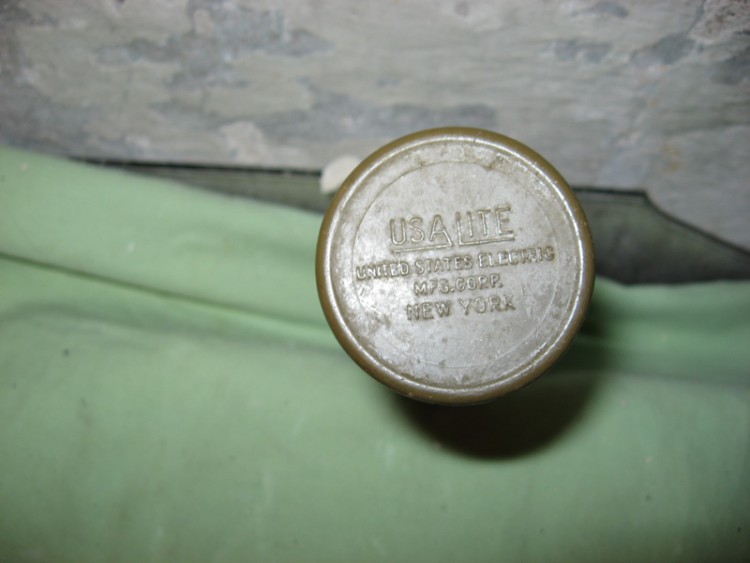 USALITE
UNITED STATES ELECTRIC
MFG. CORP.
NEW YORK